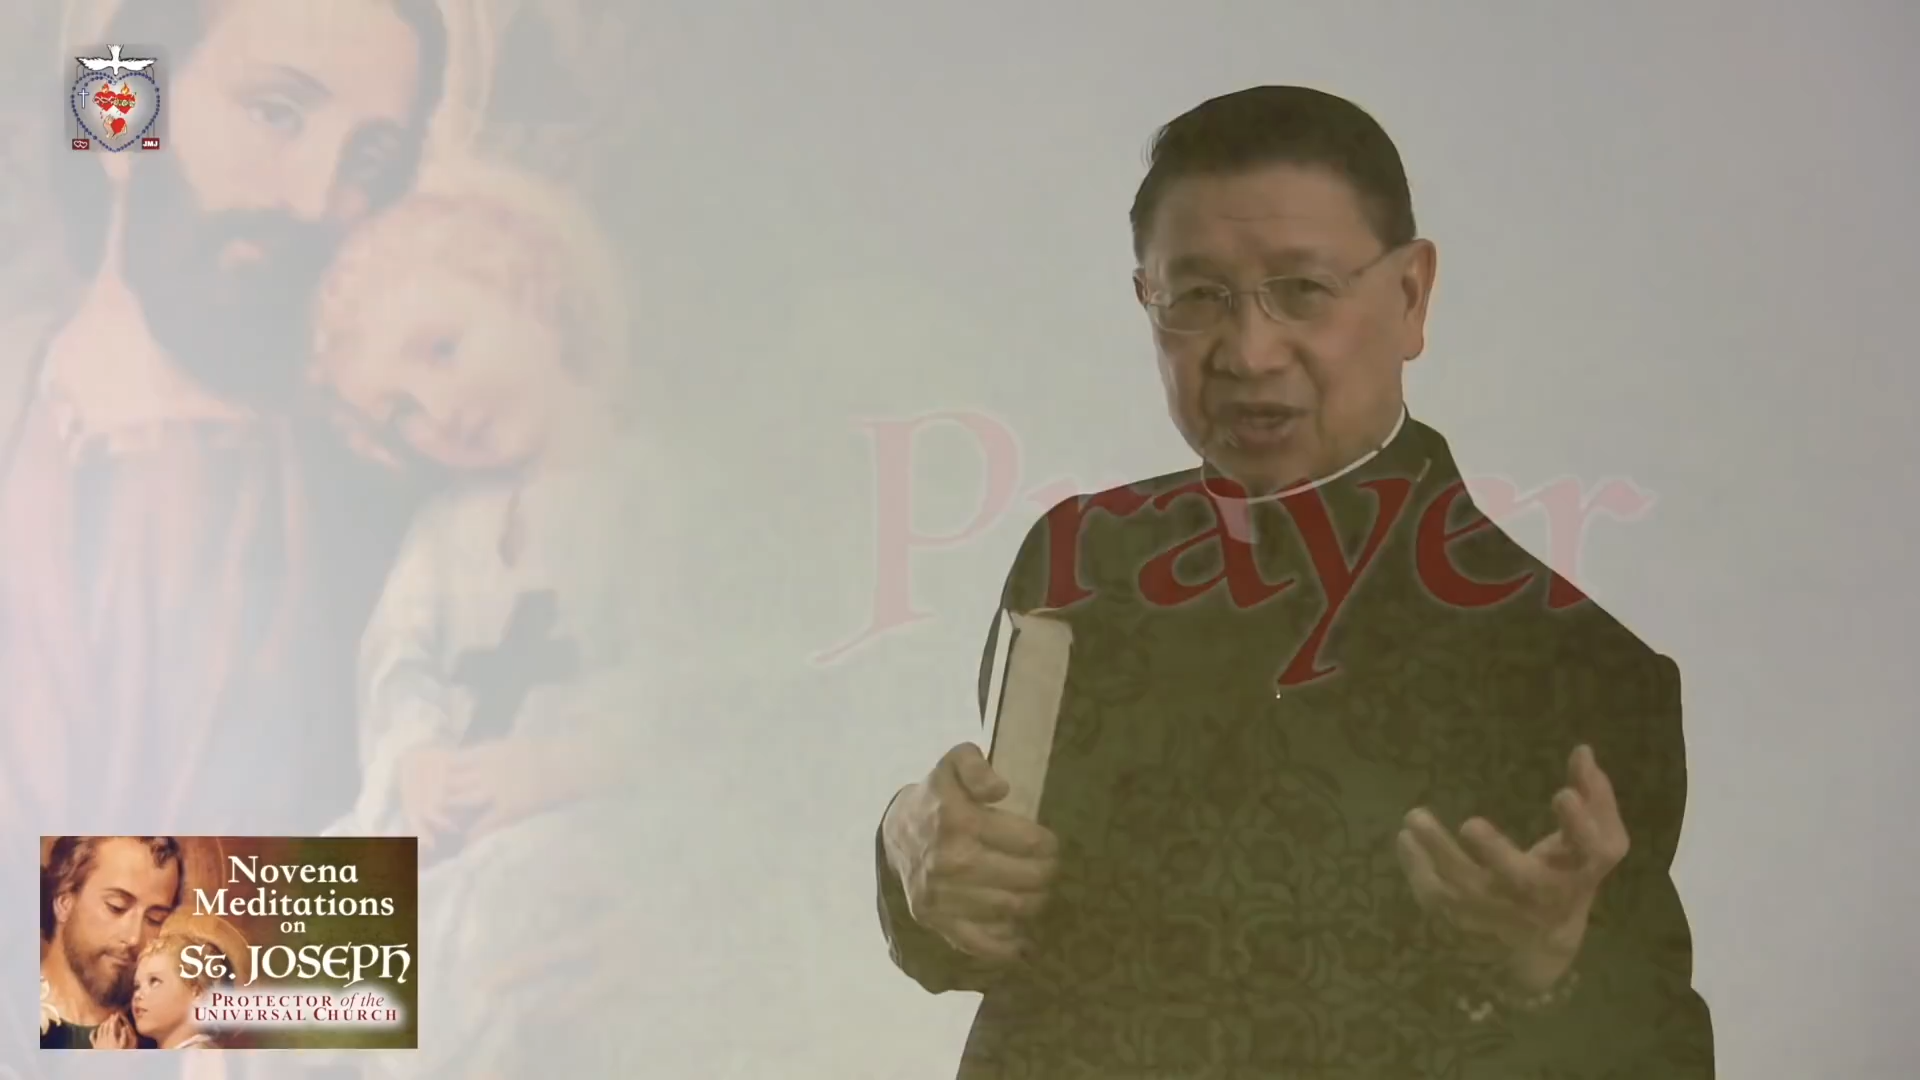 JMJ
Prayer
Novena
Meditations
on
St. JOSEPH
PROTECTOR of the
UNIVERSAL CHURCH